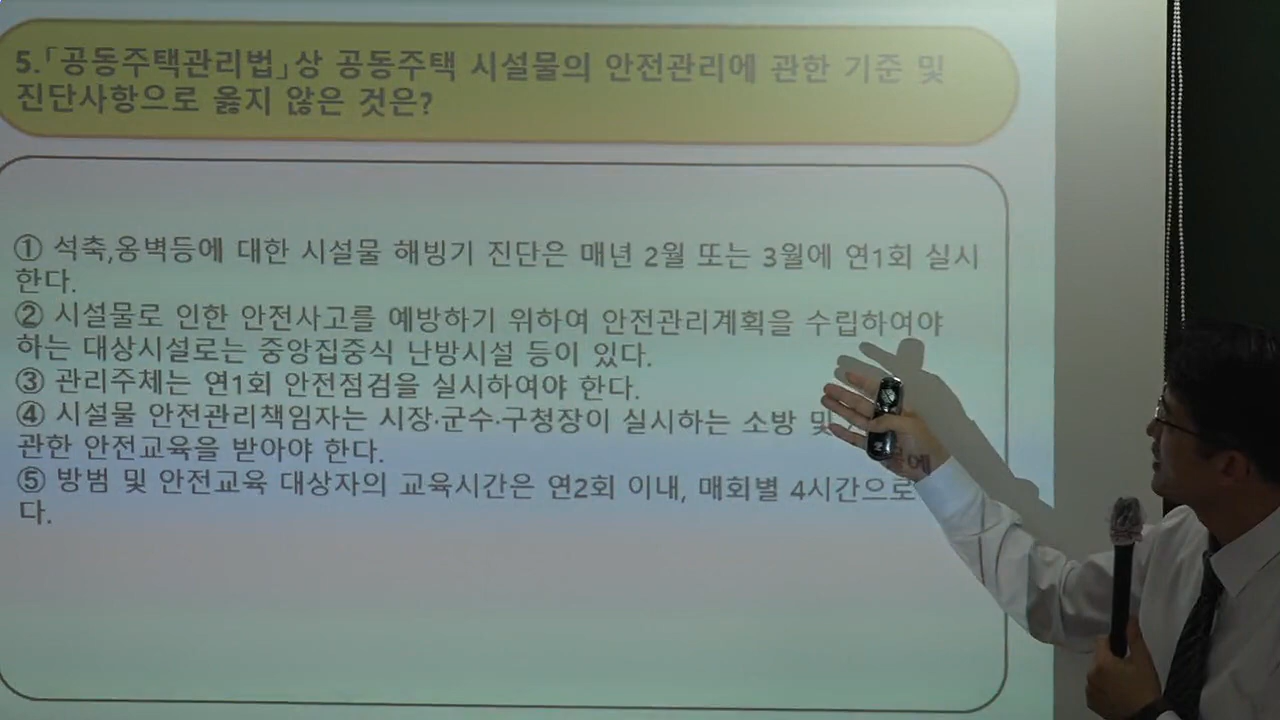 5.「공동주택관리법」상 공동주택 시설물의 안전관리에 관한 기준 및
진단사항으로 옳지 않은 것은?
① 석축,옹벽등에 대한 시설물 해빙기 진단은 매년 2월 또는 3월에 연1회 실시
한다.
② 시설물로 인한 안전사고를 예방하기 위하여 안전관리계획을 수립하여야
하는 대상시설로는 중앙집중식 난방시설 등이 있다.
③ 관리주체는 연1회 안전점검을 실시하여야 한다.
④ 시설물 안전관리책임자는 시장·군수·구청장이 실시하는 소방 및
관한 안전교육을 받아야 한다.
⑤ 방범 및 안전교육 대상자의 교육시간은 연2회 이내, 매회별 4시간으로
다.